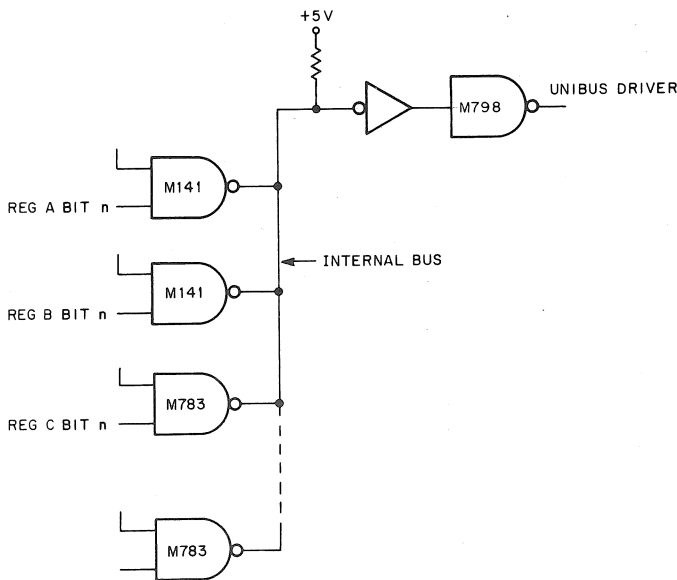 +5V
UNIBUS DRIVER
M798
M141
REG A BIT n
INTERNAL BUS
M141
REG B BIT n
M783
REG C BIT n
M783